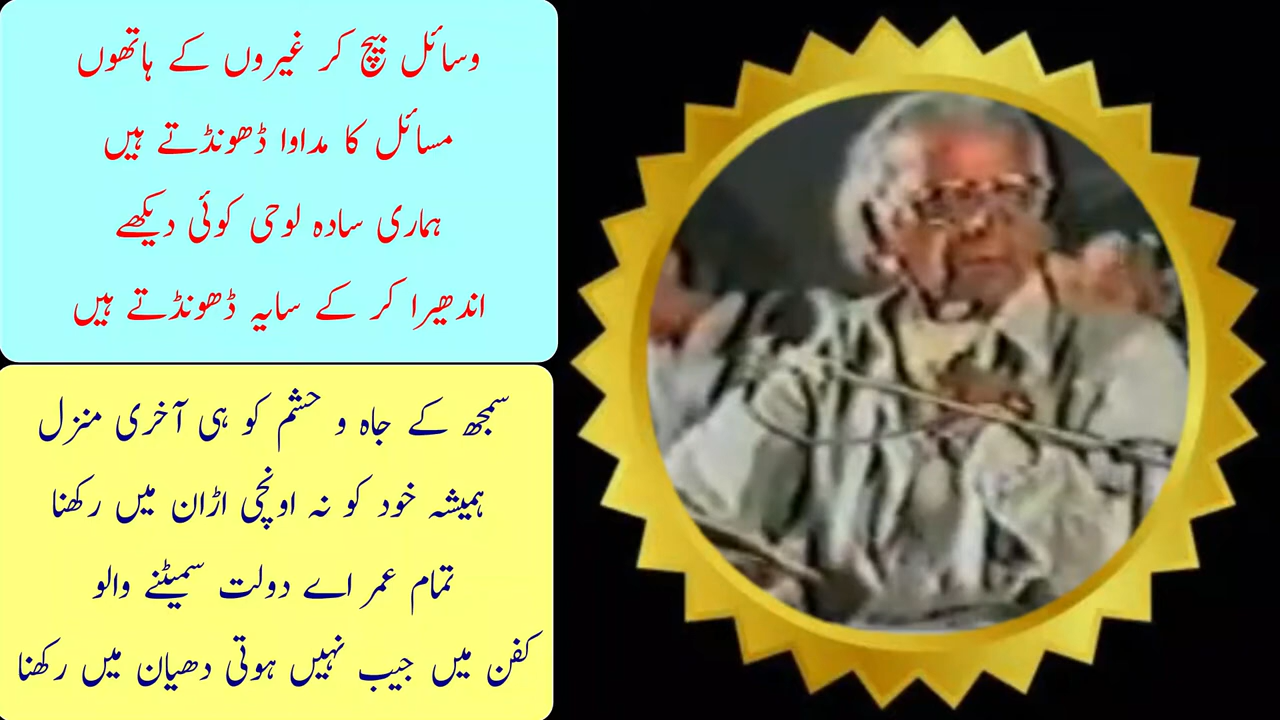 وسائل بیچ کر غیروں کے ہاتھوں
مسائل کا مداوا ڈھونڈتے ہیں
ہماری سادہ لوحی کوئی دیکھے
اندھیرا کر کے سایہ ڈھونڈتے ہیں
سمجھ کے جاہ و حشم کو ہی آخری منزل
ہمیشہ خود کو نہ اونچی اڑان میں رکھنا
تمام عمر اے دولت سمیٹنے والو
کفن میں جیب نہیں ہوتی دھیان میں رکھنا